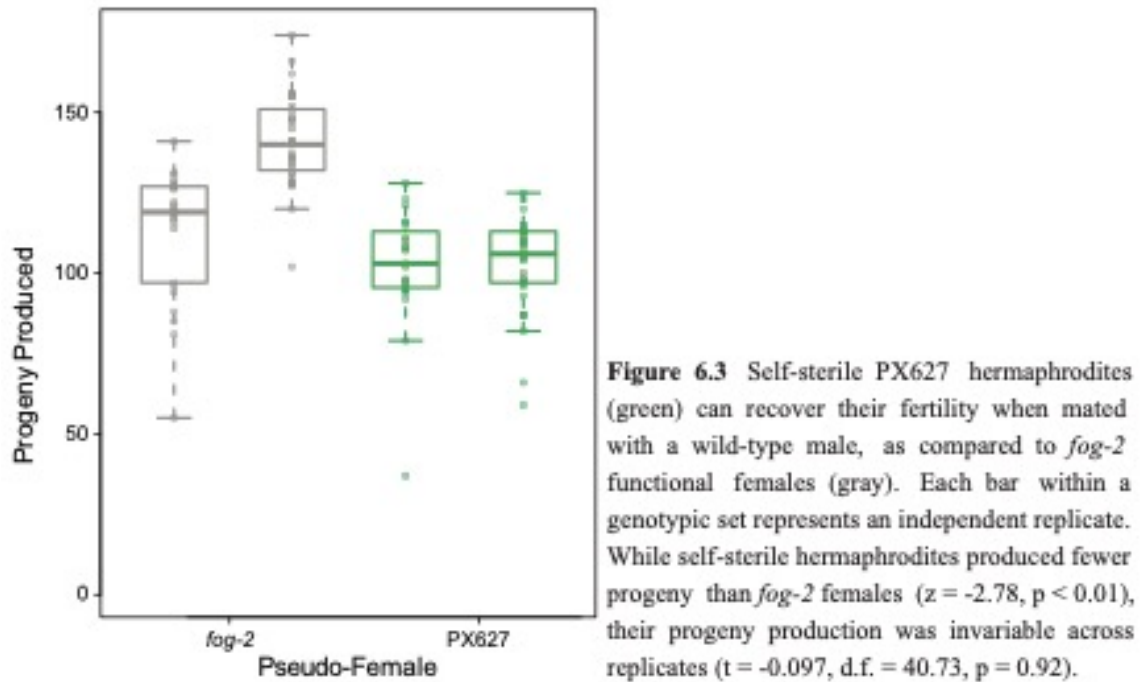 150
100
50
0
Progeny Produced
fog-2
PX627
Pseudo-Female
Figure 6.3 Self-sterile PX627 hermaphrodites
(green) can recover their fertility when mated
with a wild-type male, as compared to fog-2
functional females (gray). Each bar within a
genotypic set represents an independent replicate.
While self-sterile hermaphrodites produced fewer
progeny than fog-2 females (z = -2.78, p < 0.01),
their progeny production was invariable across
replicates (t = -0.097, d.f. = 40.73, p = 0.92).